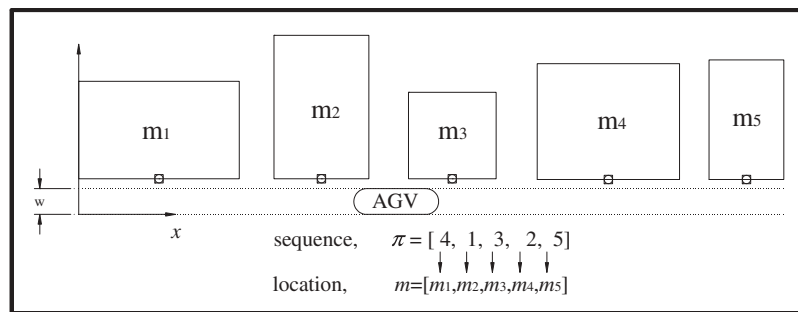 m1
m2
m3
m4
m5
w
AGV
x
sequence, π = [ 4, 1, 3, 2, 5]
location, m=[m1,m2,m3,m4,m5]